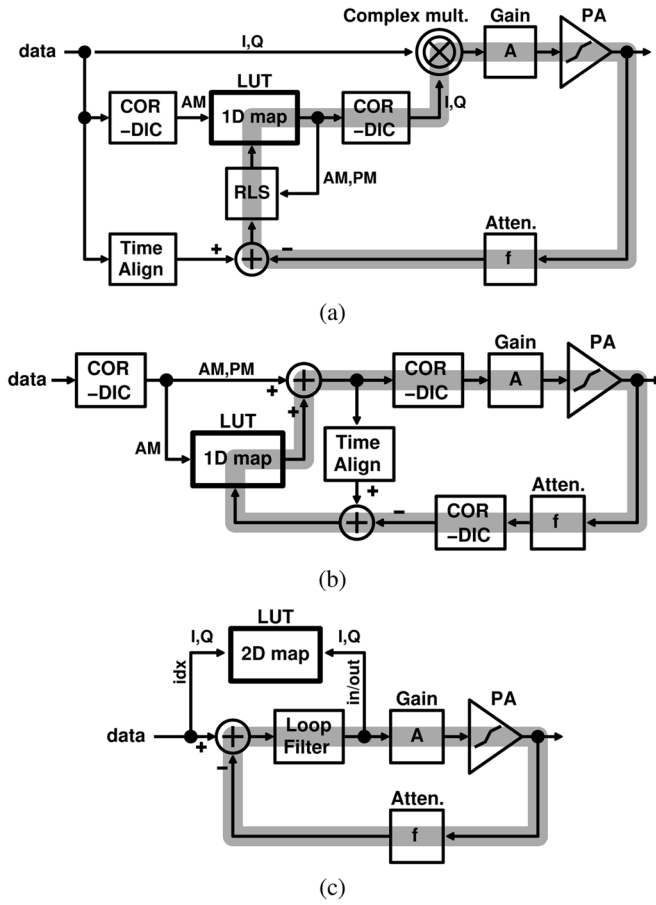 Complex mult.
Gain
PA
data
I,Q
A
LUT
COR
-DIC
AM
1D map
COR
-DIC
I,Q
RLS
AM,PM
Time
Align
+
+
−
Atten.
f
(a)
Gain
PA
data
COR
-DIC
AM,PM
+
+
+
COR
-DIC
A
LUT
AM
1D map
Time
Align
+
Atten.
+
−
COR
-DIC
f
(b)
LUT
I,Q
2D map
I,Q
idx
in/out
Gain
PA
data
+
+
−
Loop
Filter
A
Atten.
f
(c)